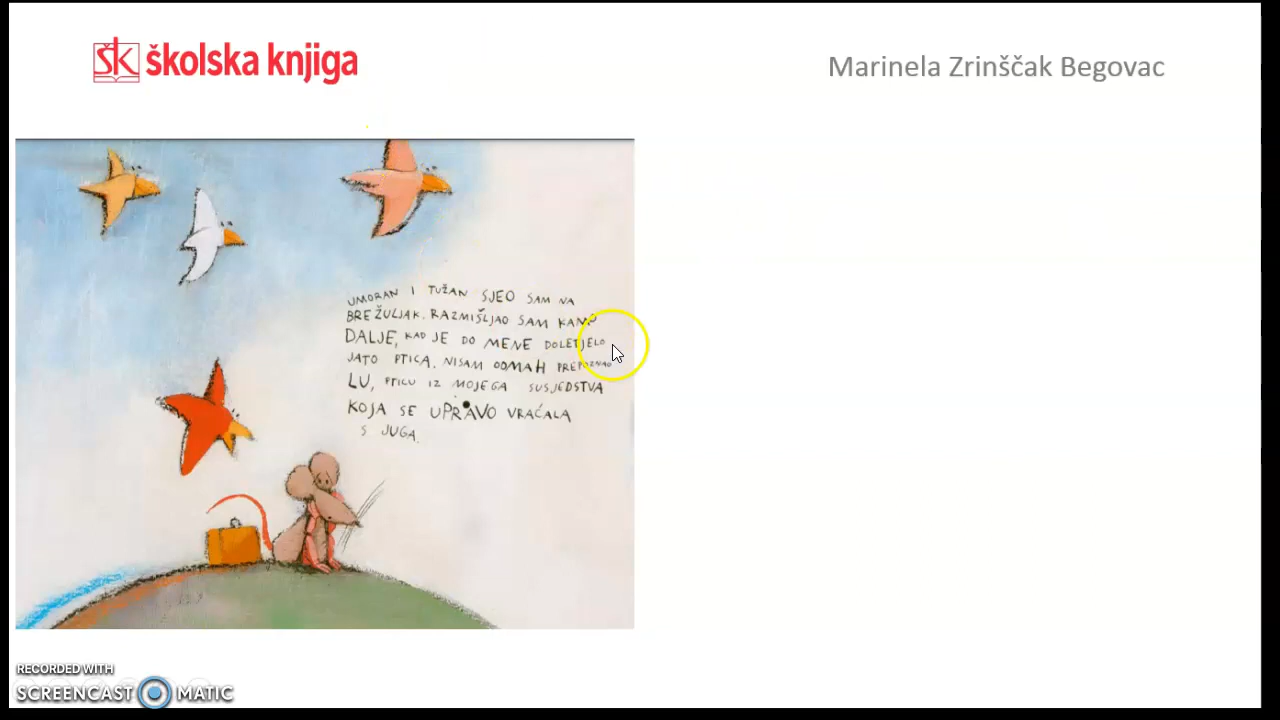 ŠK školska knjiga
Marinela Zrinščak Begovac
UMORAN I TUŽAN SJEO SAM NA
BREŽULJAK. RAZMIŠLJAO SAM KAMO
DALJE, KAD JE DO MENE DOLETJELO
JATO PTICA. NISAM ODMAH PREPOZNAO
LU, PTICU IZ MOJEGA SUSJEDSTVA
KOJA SE UPRAVO VRAĆALA
S JUGA.
RECORDED WITH
SCREENCAST MATIC